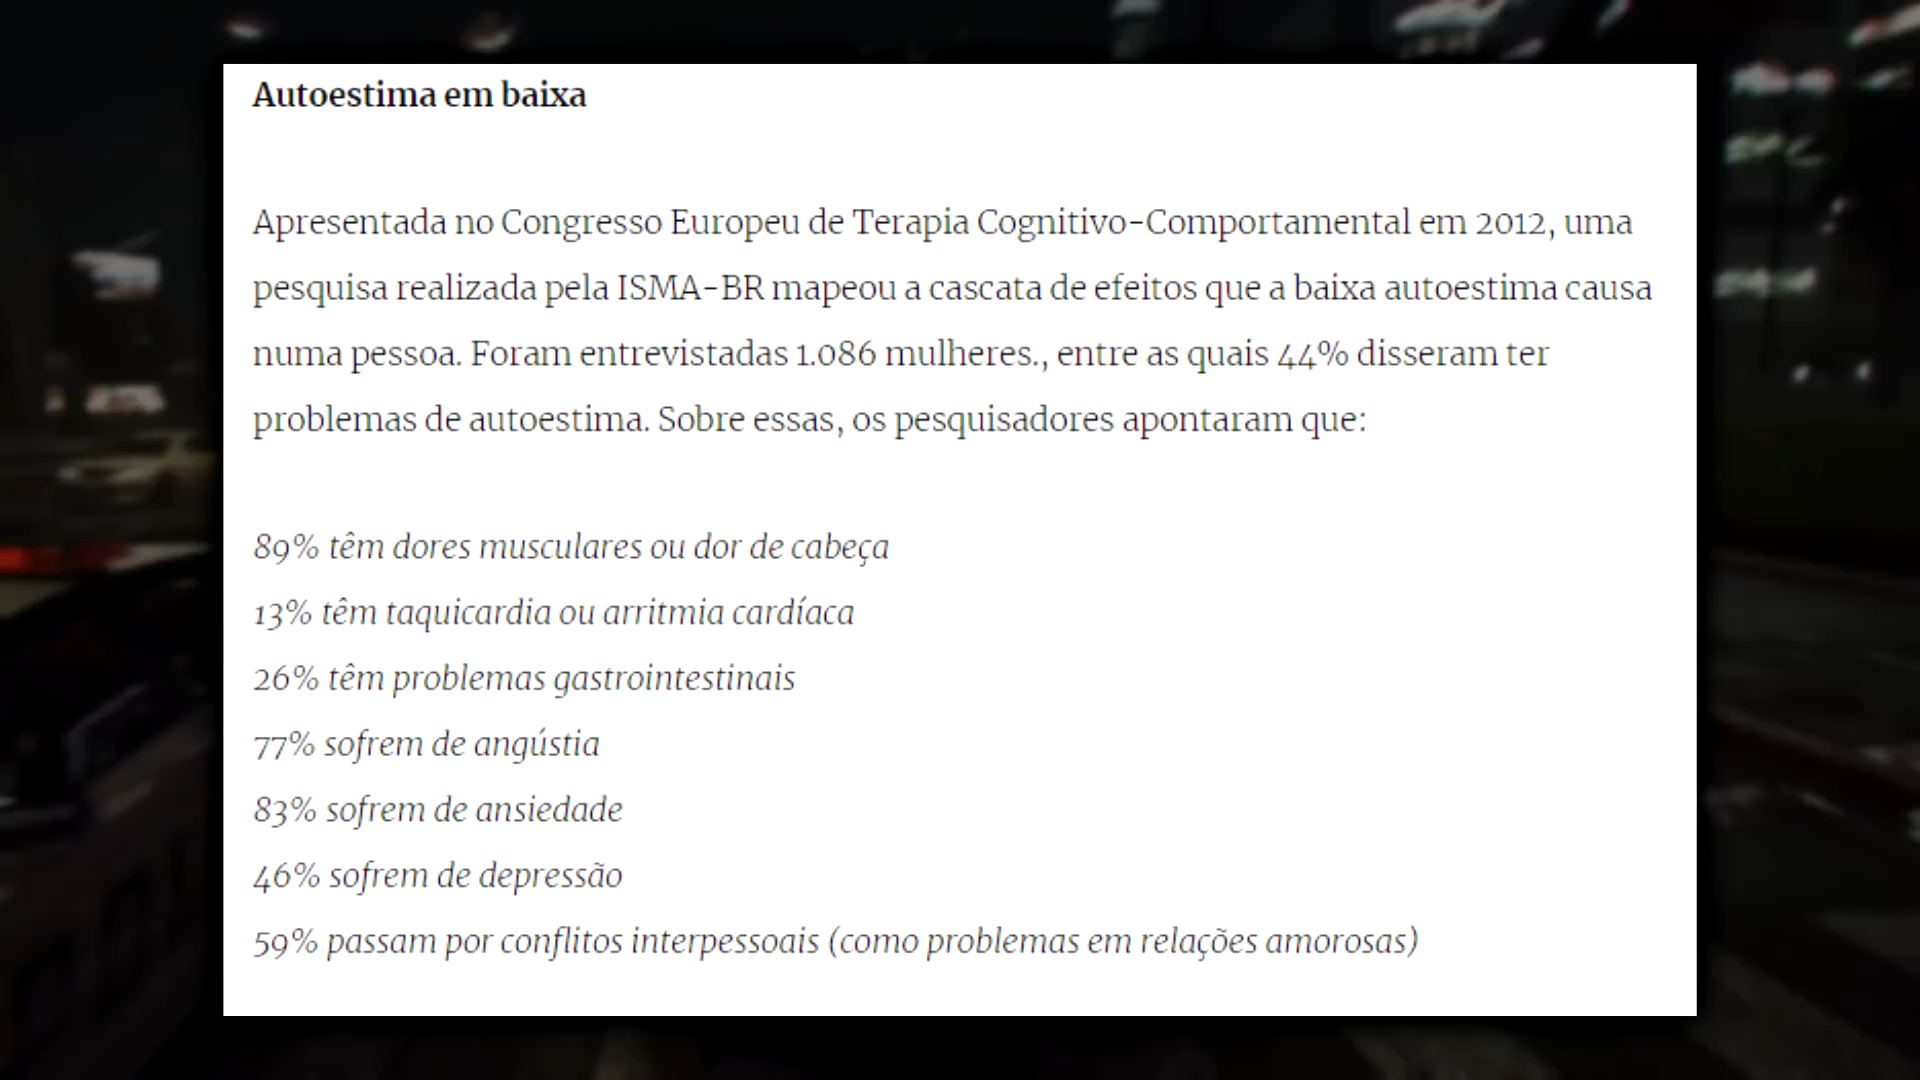 Autoestima em baixa
Apresentada no Congresso Europeu de Terapia Cognitivo-Comportamental em 2012, uma
pesquisa realizada pela ISMA-BR mapeou a cascata de efeitos que a baixa autoestima causa
numa pessoa. Foram entrevistadas 1.086 mulheres., entre as quais 44% disseram ter
problemas de autoestima. Sobre essas, os pesquisadores apontaram que:
89% têm dores musculares ou dor de cabeça
13% têm taquicardia ou arritmia cardíaca
26% têm problemas gastrointestinais
77% sofrem de angústia
83% sofrem de ansiedade
46% sofrem de depressão
59% passam por conflitos interpessoais (como problemas em relações amorosas)